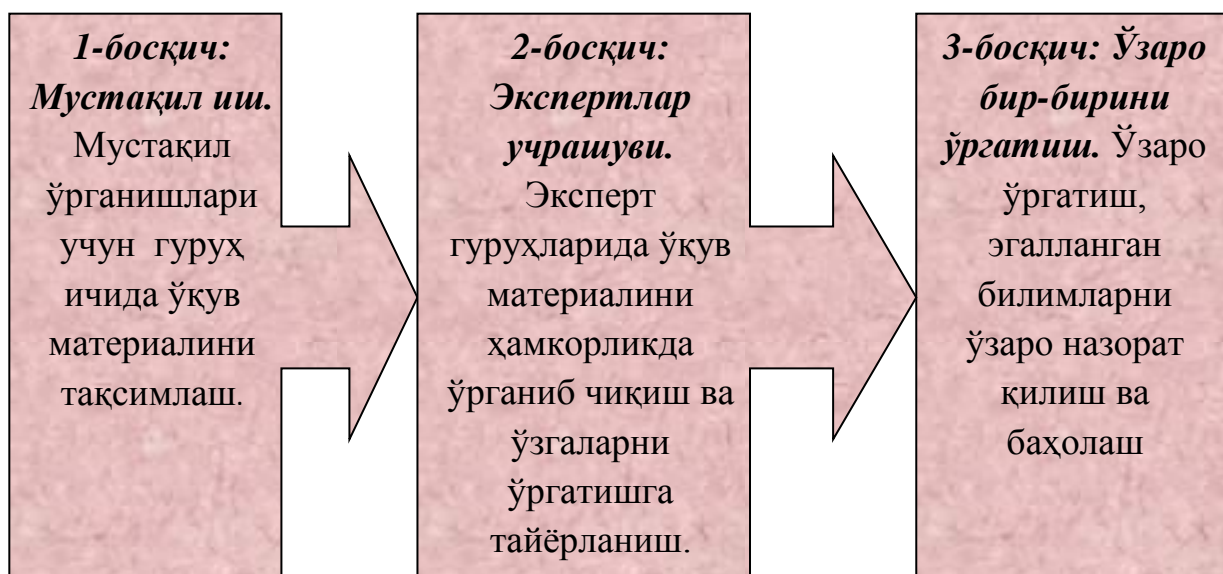 1-босқич:
Мустақил иш.
Мустақил
ўрганишлари
учун гуруҳ
ичида ўқув
материалини
тақсимлаш.
2-босқич:
Экспертлар
учрашуви.
Эксперт
гуруҳларида ўқув
материалини
ҳамкорликда
ўрганиб чиқиш ва
ўзгаларни
ўргатишга
тайёрланиш.
3-босқич: Ўзаро
бир-бирини
ўргатиш. Ўзаро
ўргатиш,
эгалланган
билимларни
ўзаро назорат
қилиш ва
баҳолаш